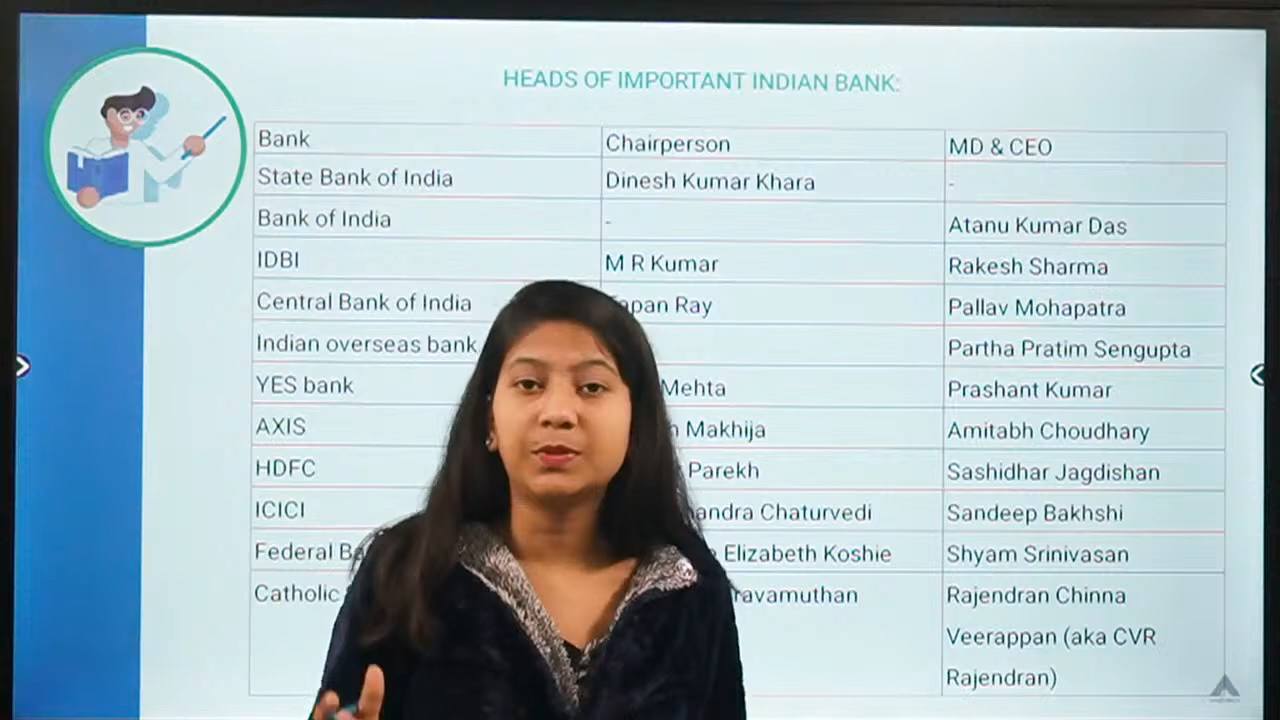 HEADS OF IMPORTANT INDIAN BANK:
Bank Chairperson MD & CEO
State Bank of India Dinesh Kumar Khara -
Bank of India - Atanu Kumar Das
IDBI M R Kumar Rakesh Sharma
Central Bank of India Ray Pallav Mohapatra
Indian overseas bank Partha Pratim Sengupta
YES bank Mehta Prashant Kumar
AXIS Makhija Amitabh Choudhary
HDFC Parekh Sashidhar Jagdishan
ICICI Chaturvedi Sandeep Bakhshi
Federal Elizabeth Koshie Shyam Srinivasan
Catholic Rajendran Chinna
Veerappan (aka CVR
Rajendran)